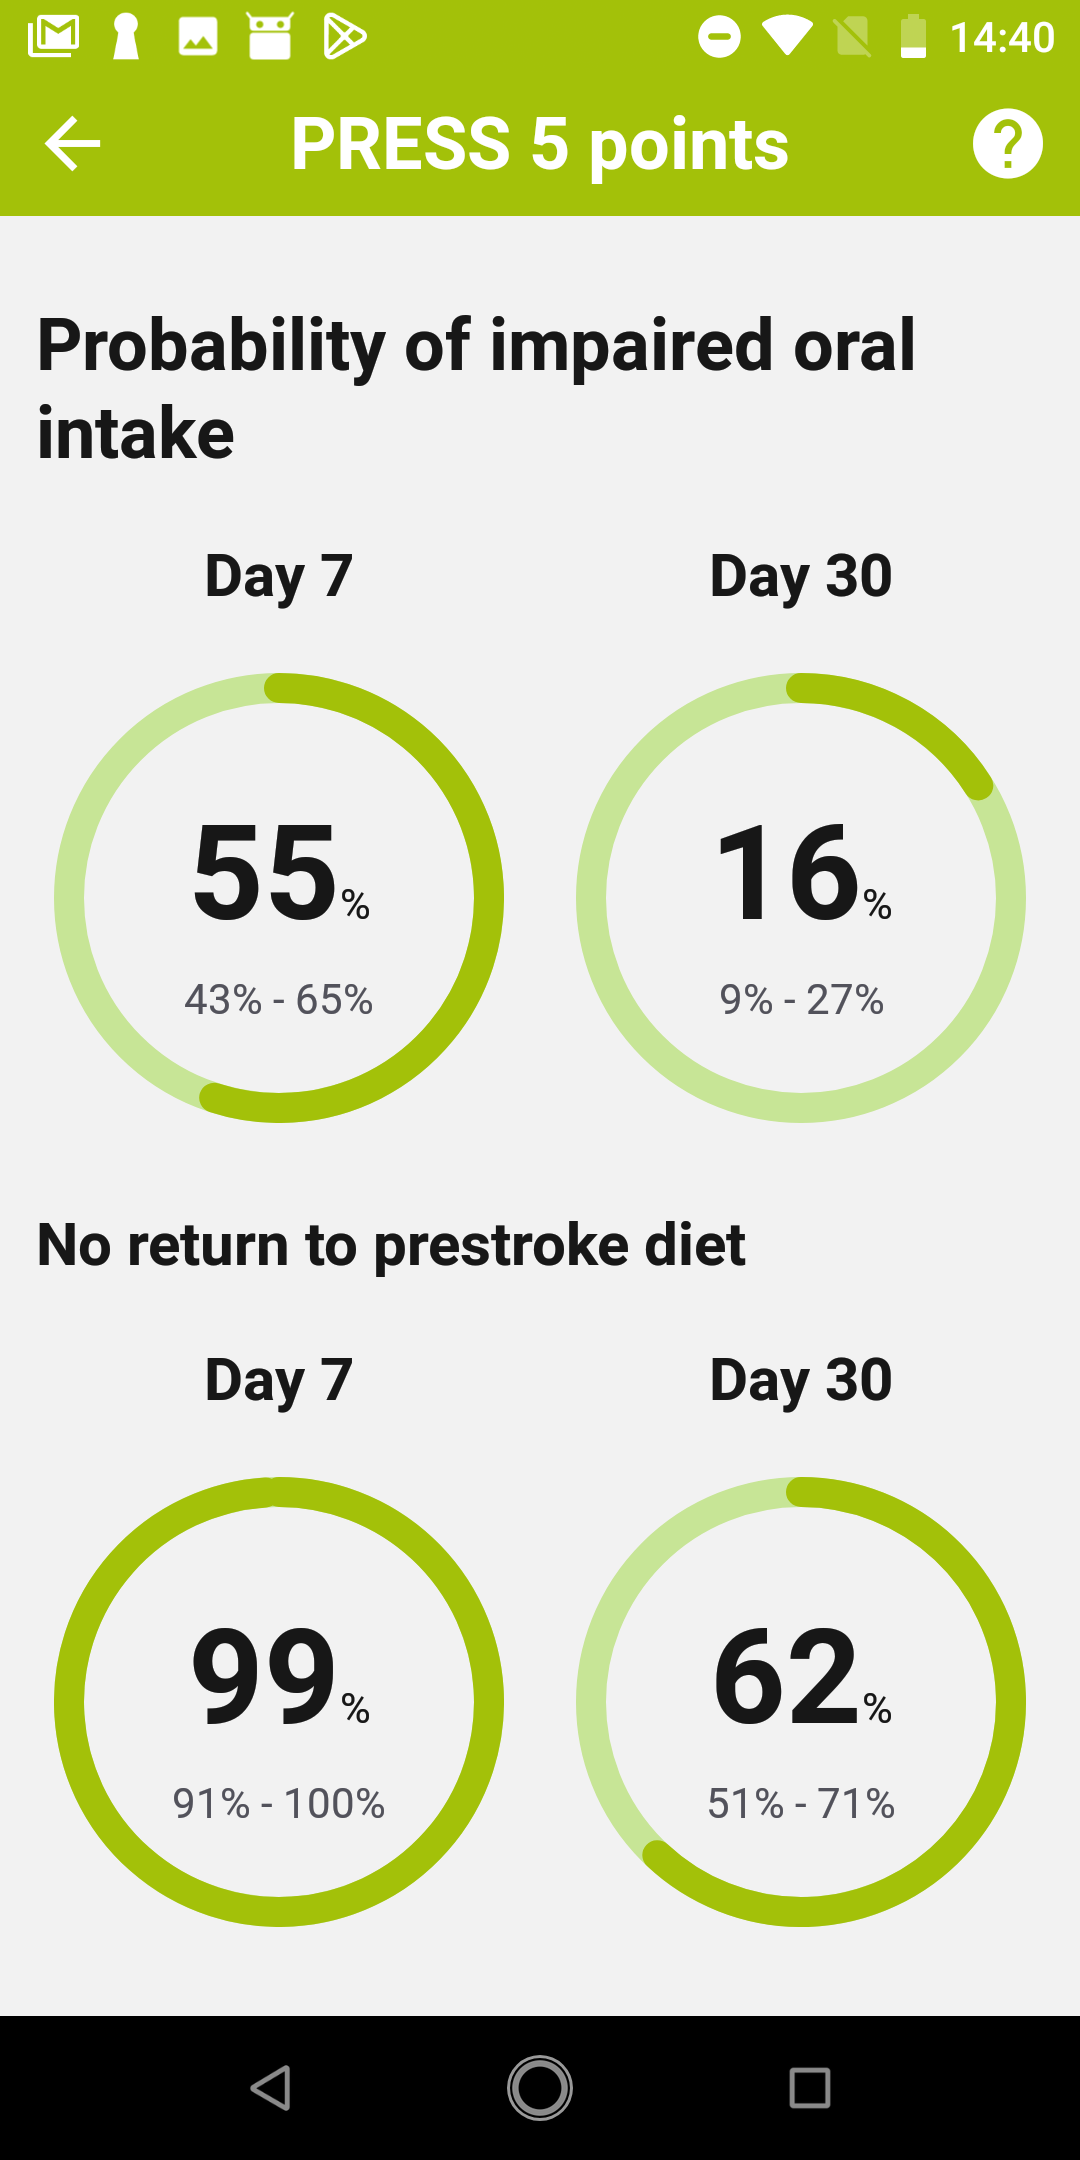 14:40
PRESS 5 points
Probability of impaired oral
intake
Day 7
Day 30
55%
16%
43% - 65%
9% - 27%
No return to prestroke diet
Day 7
Day 30
99%
62%
91% - 100%
51% - 71%